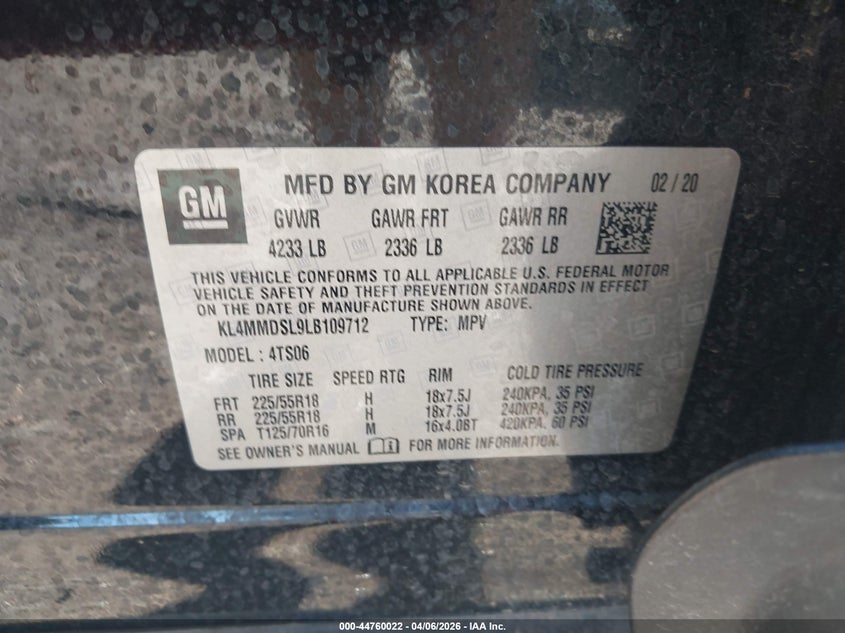 GM
MFD BY GM KOREA COMPANY 02/20
GVWR GAWR FRT GAWR RR
4233 LB 2336 LB 2336 LB
THIS VEHICLE CONFORMS TO ALL APPLICABLE U.S. FEDERAL MOTOR
VEHICLE SAFETY AND THEFT PREVENTION STANDARDS IN EFFECT
ON THE DATE OF MANUFACTURE SHOWN ABOVE.
KL4MMDSL9LB109712 TYPE: MPV
MODEL : 4TS06
TIRE SIZE SPEED RTG RIM COLD TIRE PRESSURE
FRT 225/55R18 H 18x7.5J 240KPA, 35 PSI
RR 225/55R18 H 18x7.5J 240KPA, 35 PSI
SPA T125/70R16 M 16x4.0BT 420KPA, 60 PSI
SEE OWNER'S MANUAL FOR MORE INFORMATION.
000-44760022 - 04/06/2026 - IAA Inc.